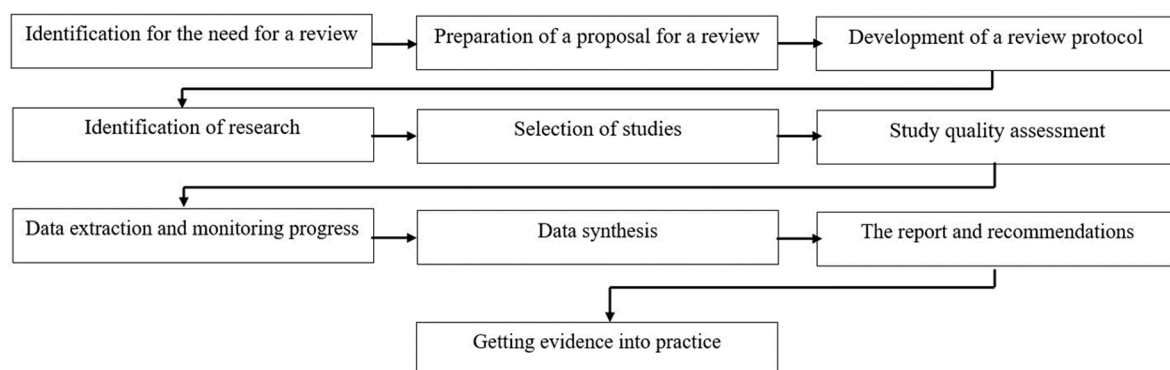 Identification for the need for a review
Preparation of a proposal for a review
Development of a review protocol
Identification of research
Selection of studies
Study quality assessment
Data extraction and monitoring progress
Data synthesis
The report and recommendations
Getting evidence into practice